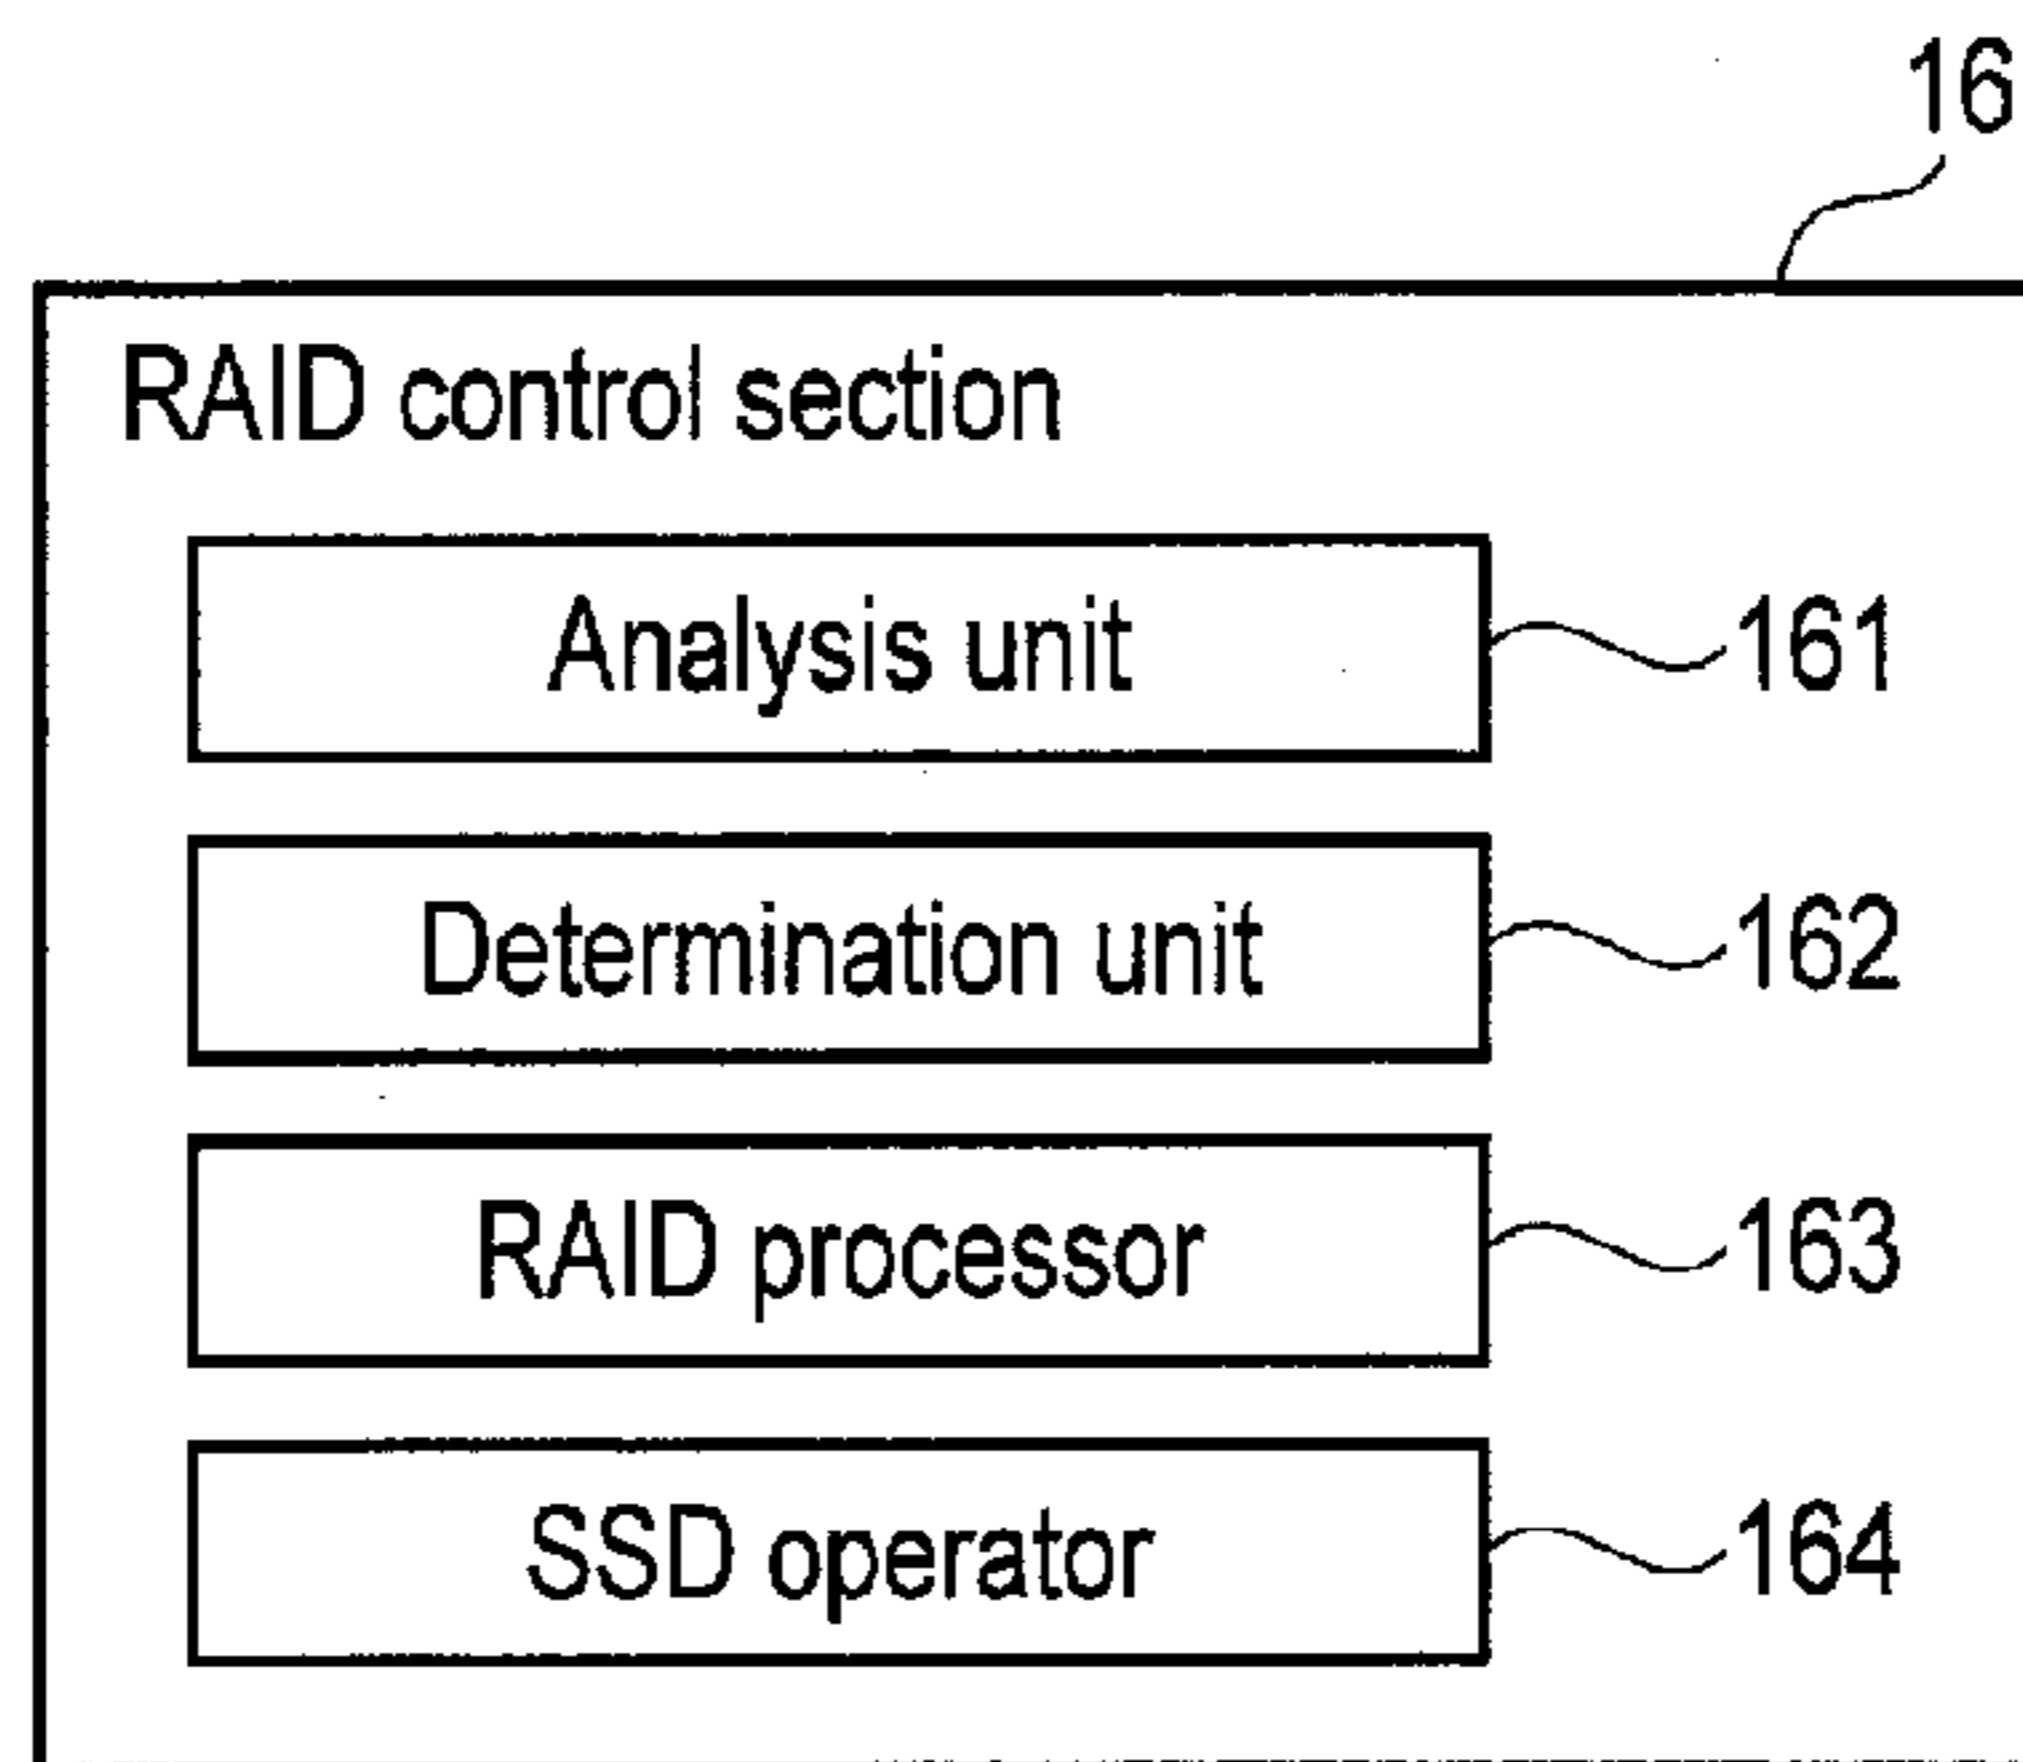 16
RAID control section
Analysis unit 161
Determination unit 162
RAID processor 163
SSD operator 164